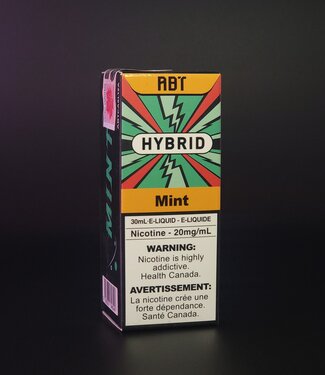 ABT
HYBRID
Mint
30mL·E-LIQUID - E-LIQUIDE
Nicotine - 20mg/mL
WARNING:
Nicotine is highly
addictive.
Health Canada.
AVERTISSEMENT:
La nicotine crée une
forte dépendance.
Santé Canada.
MINT